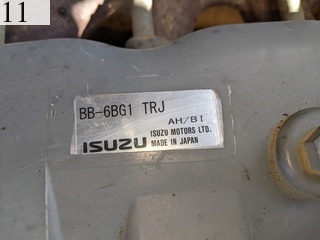 11
BB-6BG1 TRJ
AH/BI
ISUZU
ISUZU MOTORS LTD.
MADE IN JAPAN